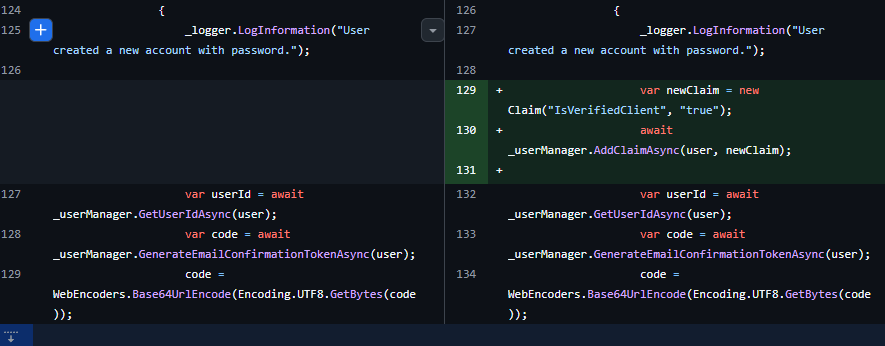 124 {
125 _logger.LogInformation("User
created a new account with password.");
126
127 var userId = await
_userManager.GetUserIdAsync(user);
128 var code = await
_userManager.GenerateEmailConfirmationTokenAsync(user);
129 code =
WebEncoders.Base64UrlEncode(Encoding.UTF8.GetBytes(code
));
126 {
127 _logger.LogInformation("User
created a new account with password.");
128
129 + var newClaim = new
Claim("IsVerifiedClient", "true");
130 + await
_userManager.AddClaimAsync(user, newClaim);
131 +
132 var userId = await
_userManager.GetUserIdAsync(user);
133 var code = await
_userManager.GenerateEmailConfirmationTokenAsync(user);
134 code =
WebEncoders.Base64UrlEncode(Encoding.UTF8.GetBytes(code
));